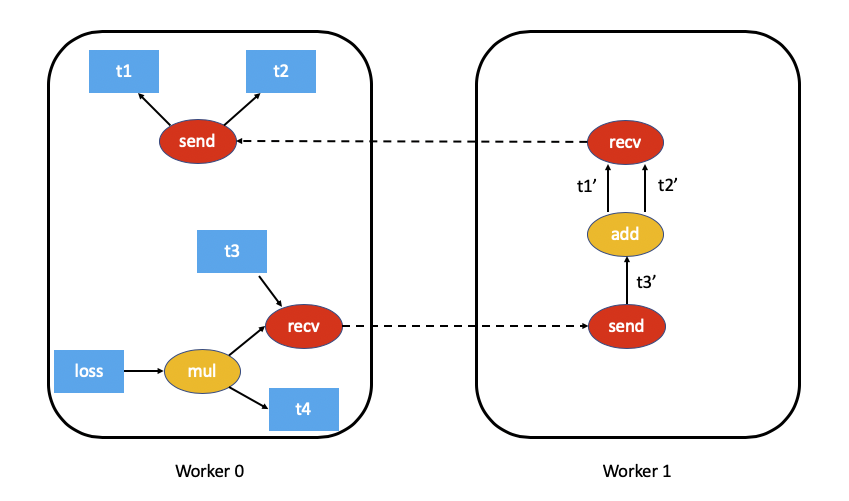 t1
t2
send
recv
t1’
t2’
add
t3
t3’
recv
send
loss
mul
t4
Worker 0
Worker 1